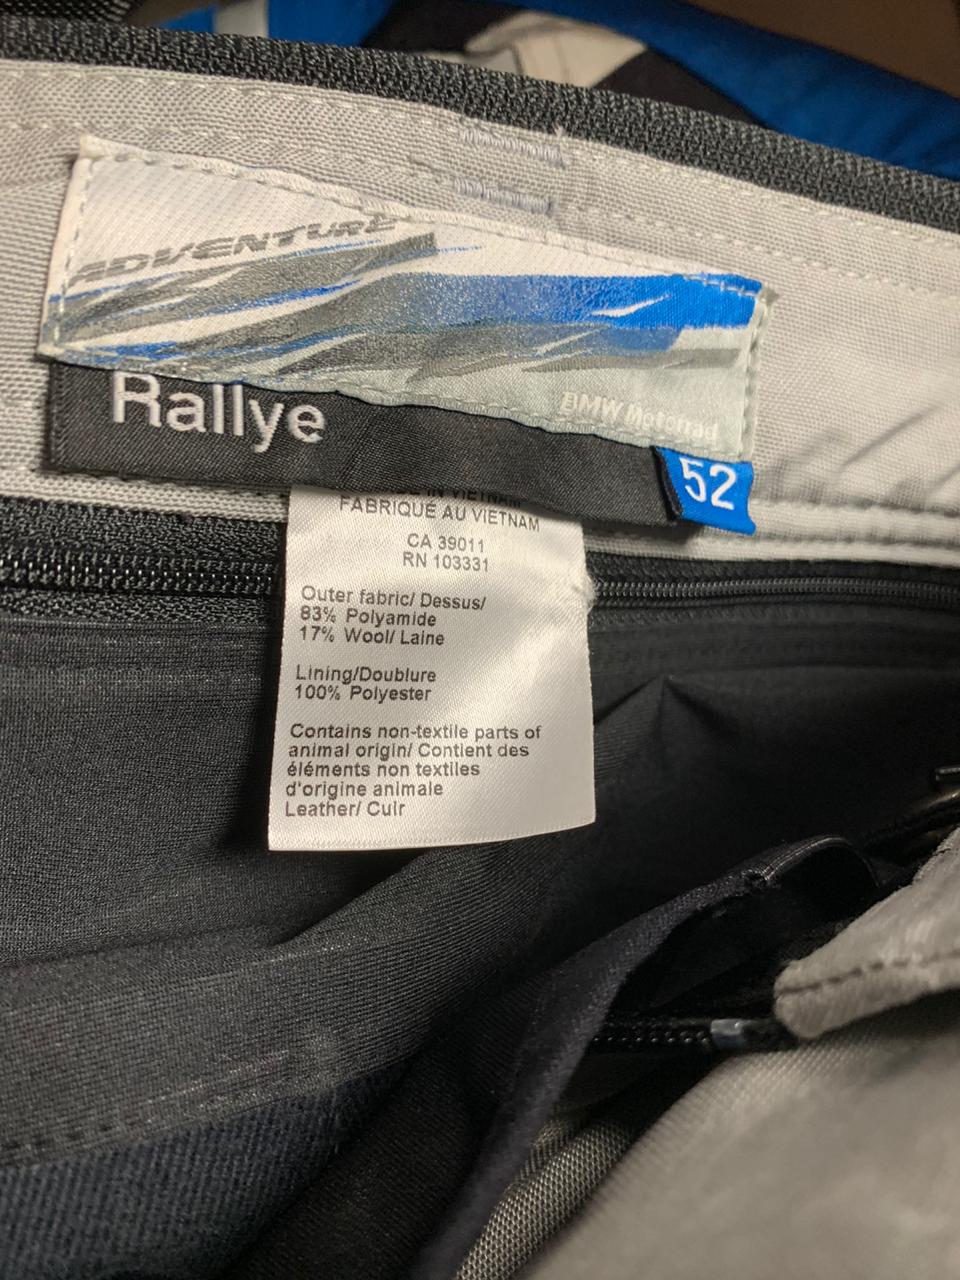 ADVENTURE
BMW Motorrad
Rallye
52
IN VIETNAM
FABRIQUÉ AU VIETNAM
CA 39011
RN 103331
Outer fabric/ Dessus/
83% Polyamide
17% Wool/ Laine
Lining/Doublure
100% Polyester
Contains non-textile parts of
animal origin/ Contient des
éléments non textiles
d'origine animale
Leather/ Cuir